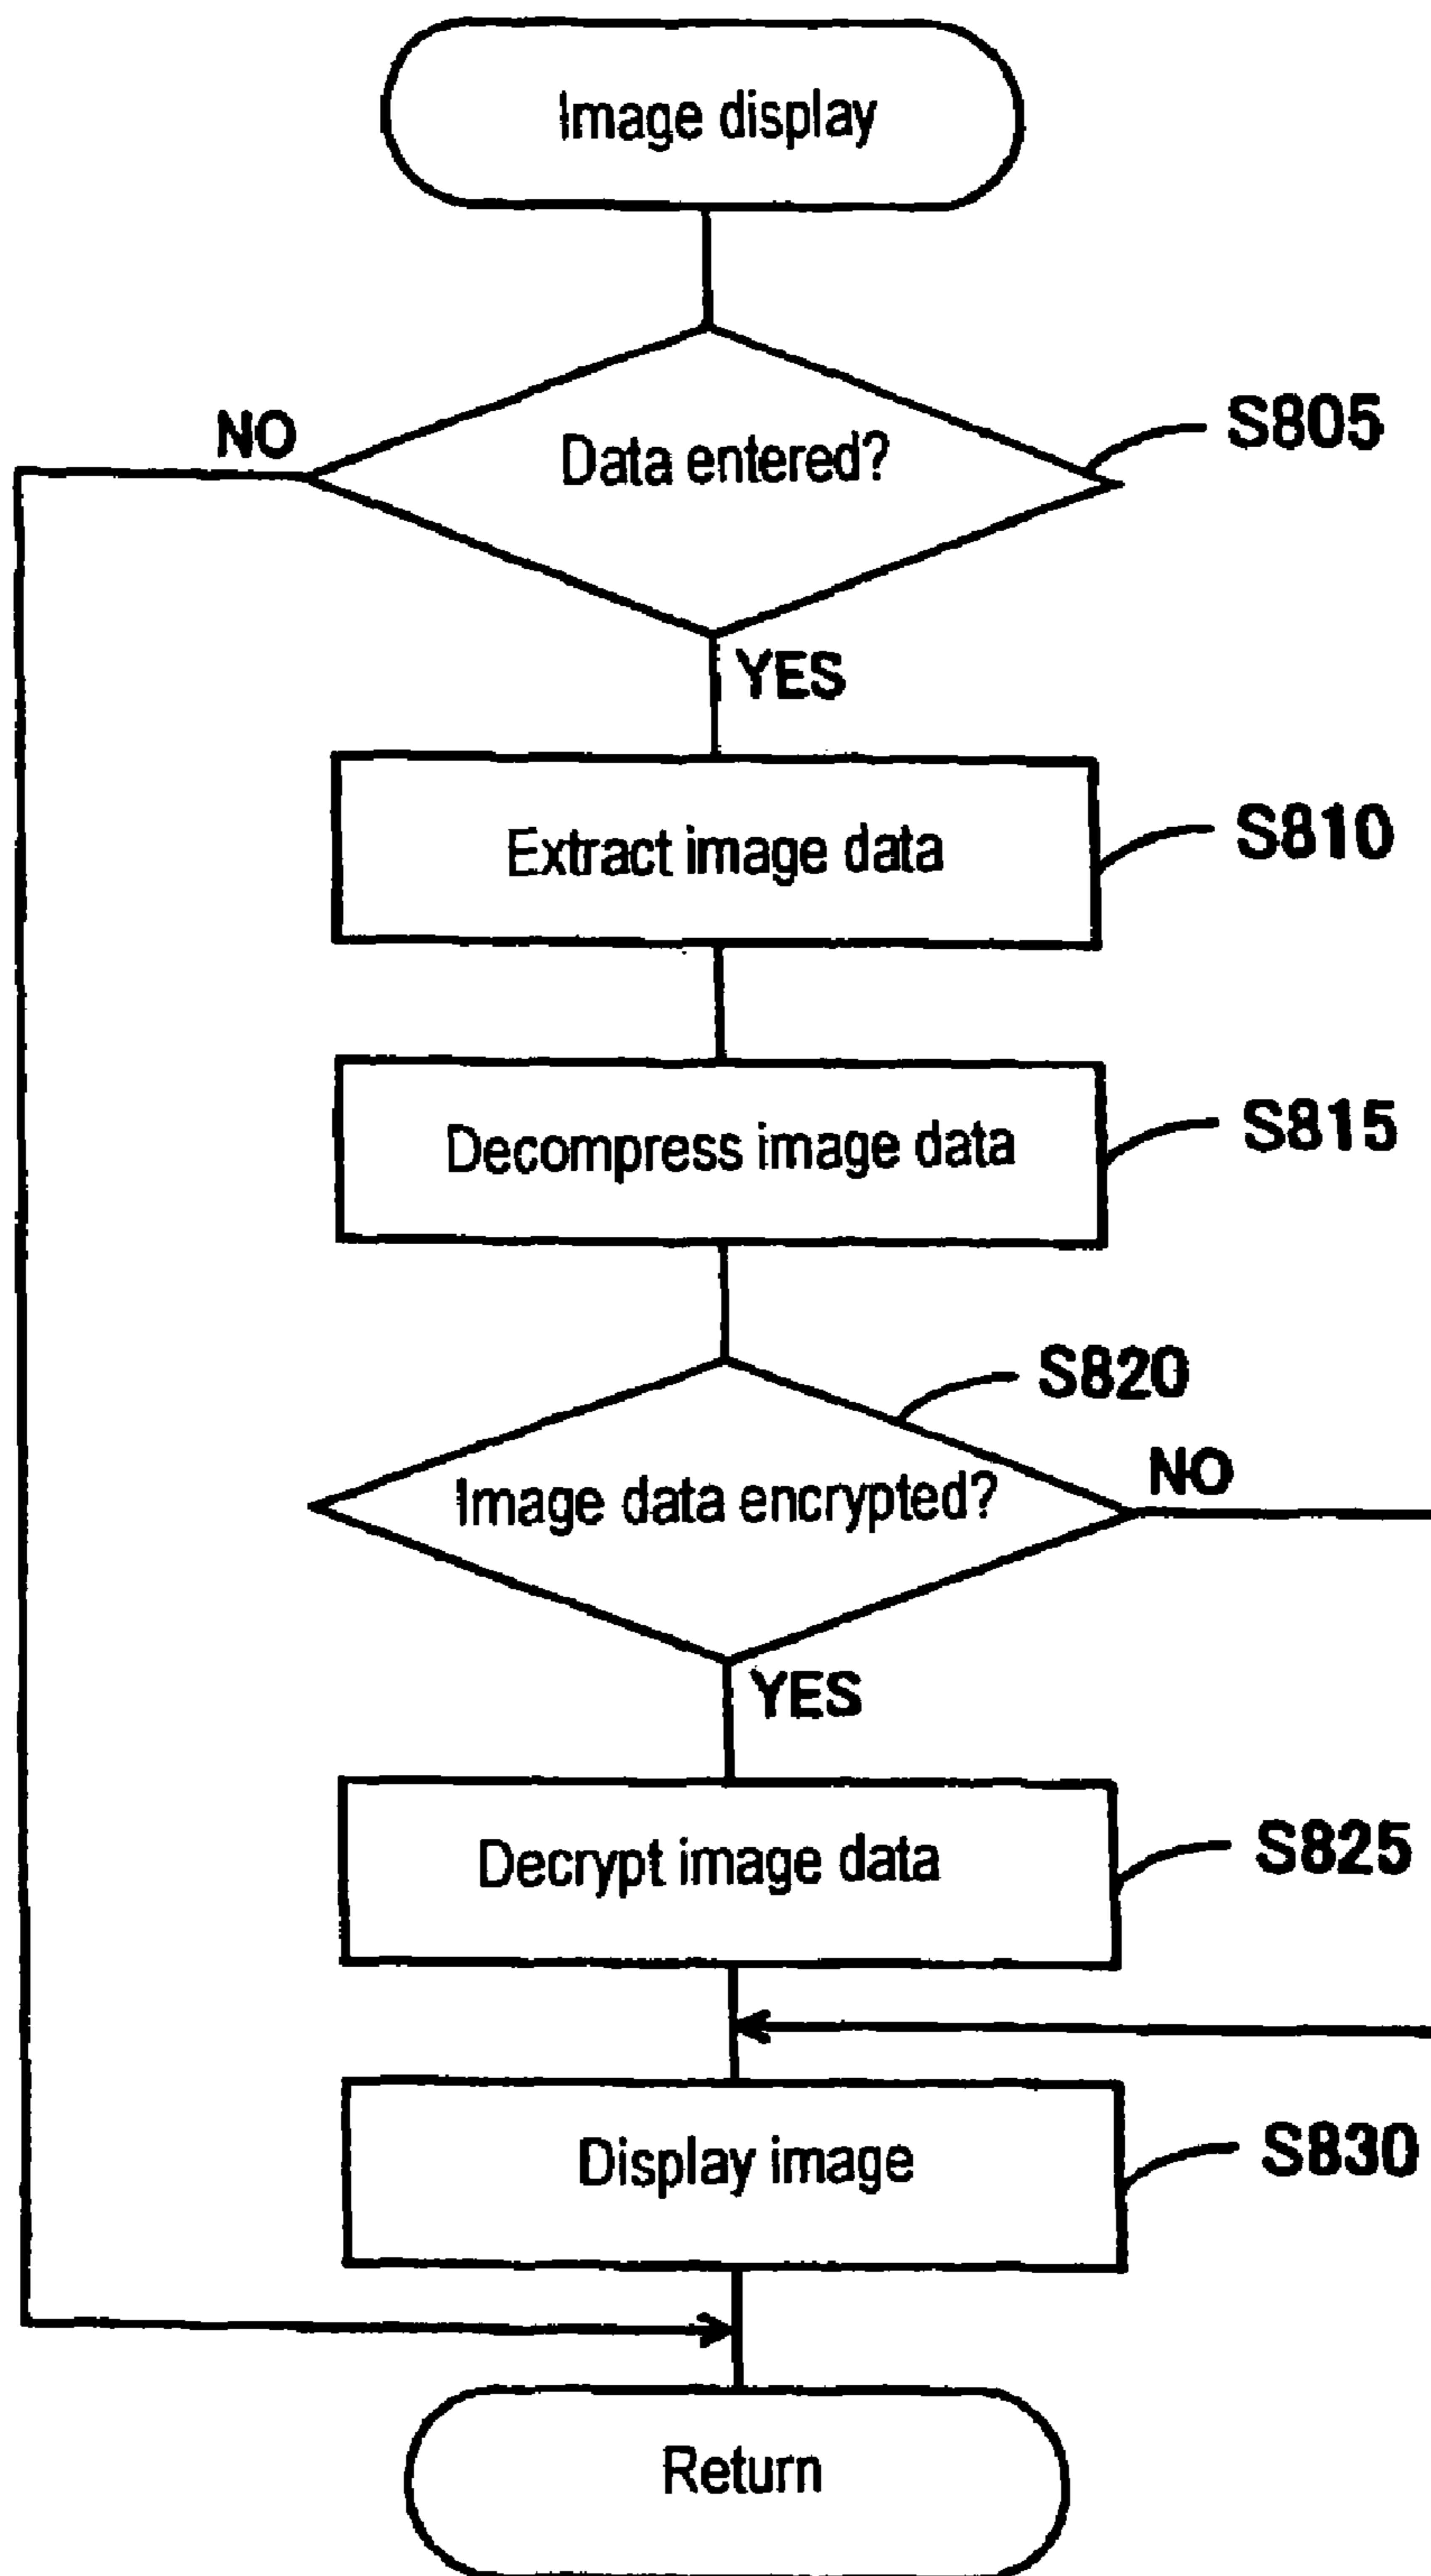 Image display
NO
Data entered?
S805
YES
Extract image data
S810
Decompress image data
S815
S820
Image data encrypted?
NO
YES
Decrypt image data
S825
Display image
S830
Return